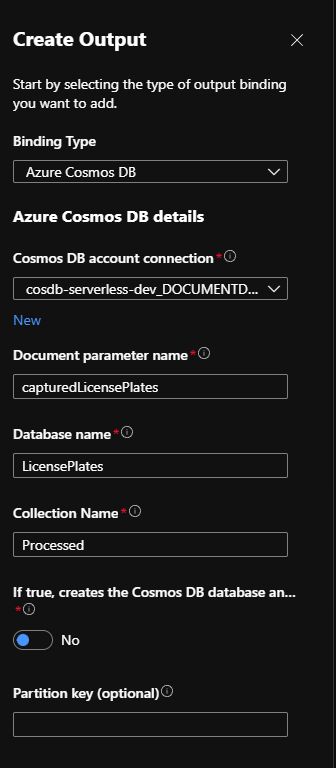 Create Output
Start by selecting the type of output binding
you want to add.
Binding Type
Azure Cosmos DB
Azure Cosmos DB details
Cosmos DB account connection *
cosdb-serverless-dev_DOCUMENTD...
New
Document parameter name *
capturedLicensePlates
Database name *
LicensePlates
Collection Name *
Processed
If true, creates the Cosmos DB database an...
*
No
Partition key (optional)